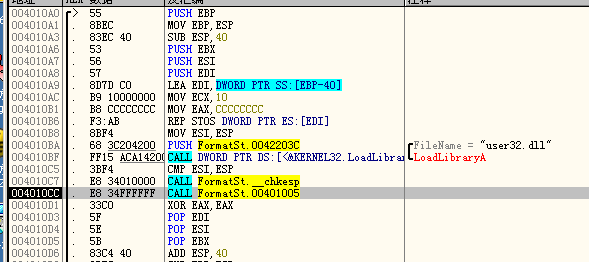 地址 HEX 数据 反汇编 注释
004010A0 55 PUSH EBP
004010A1 . 8BEC MOV EBP,ESP
004010A3 . 83EC 40 SUB ESP,40
004010A6 . 53 PUSH EBX
004010A7 . 56 PUSH ESI
004010A8 . 57 PUSH EDI
004010A9 . 8D7D C0 LEA EDI,DWORD PTR SS:[EBP-40]
004010AC . B9 10000000 MOV ECX,10
004010B1 . B8 CCCCCCCC MOV EAX,CCCCCCCC
004010B6 . F3:AB REP STOS DWORD PTR ES:[EDI]
004010B8 . 8BF4 MOV ESI,ESP
004010BA . 68 3C204200 PUSH FormatSt.0042203C FileName = "user32.dll"
004010BF . FF15 ACA14200 CALL DWORD PTR DS:[<&KERNEL32.LoadLibrar LoadLibraryA
004010C5 . 3BF4 CMP ESI,ESP
004010C7 . E8 34010000 CALL FormatSt.__chkesp
004010CC . E8 34FFFFFF CALL FormatSt.00401005
004010D1 . 33C0 XOR EAX,EAX
004010D3 . 5F POP EDI
004010D4 . 5E POP ESI
004010D5 . 5B POP EBX
004010D6 . 83C4 40 ADD ESP,40